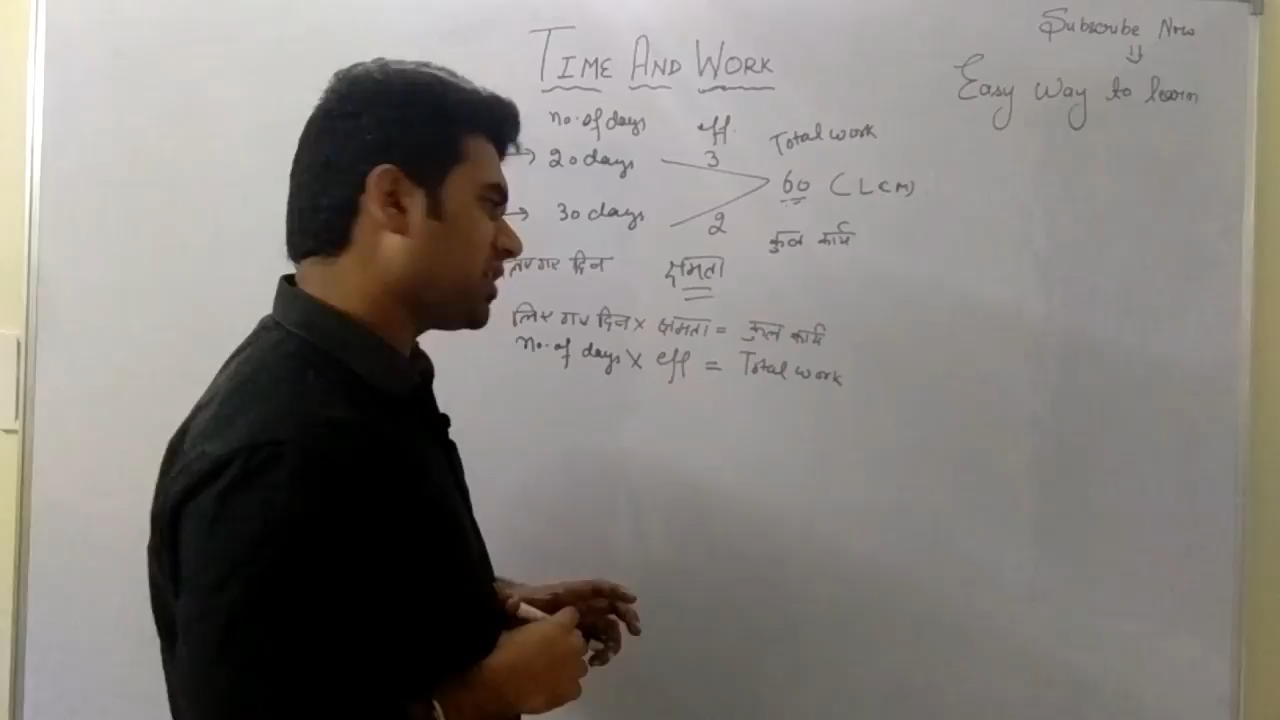 Subscribe Now
⇓
Easy Way to learn
TIME AND WORK
no. of days eff. Total work
→ 20 days 3
60 (LCM)
→ 30 days 2
कुल कार्य
दिन क्षमता
लिए गए दिन × क्षमता = कुल कार्य
no. of days × eff = Total work